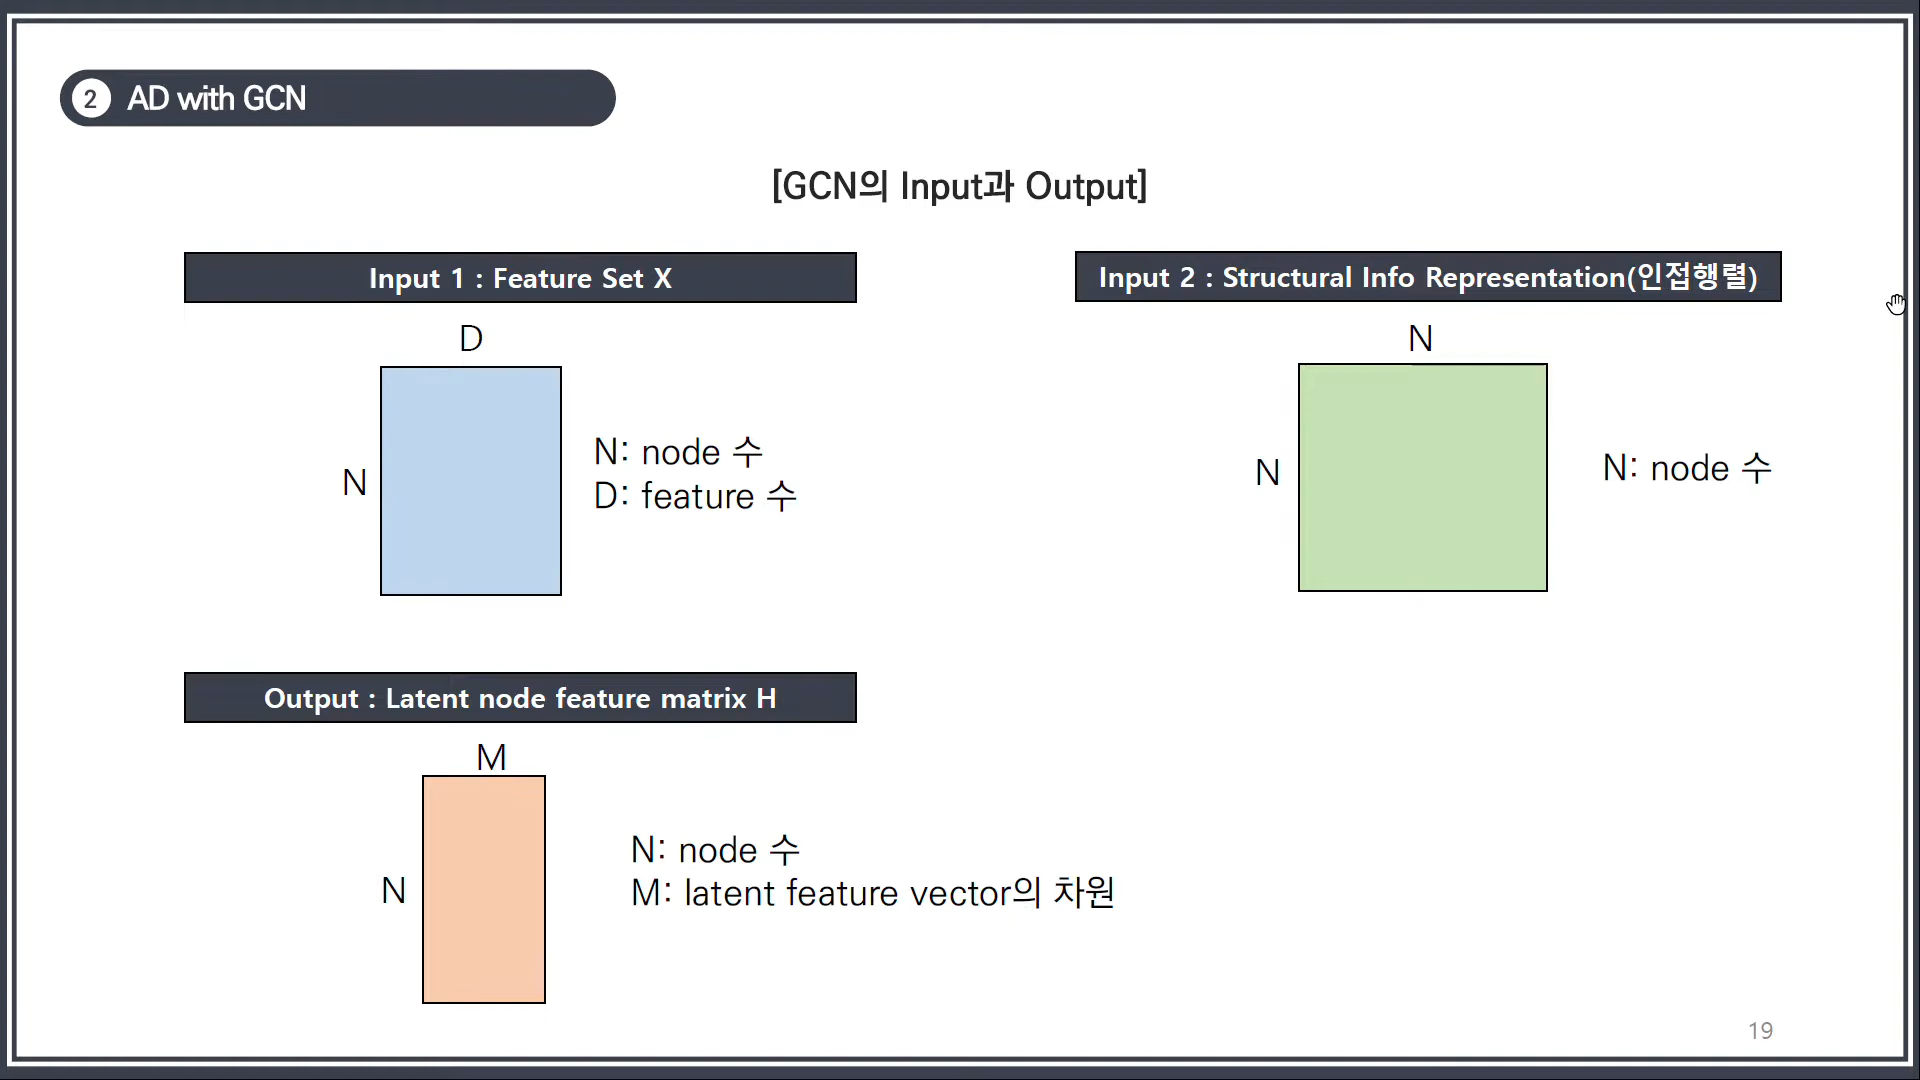 2 AD with GCN
[GCN의 Input과 Output]
Input 1 : Feature Set X
D
N
N: node 수
D: feature 수
Input 2 : Structural Info Representation(인접행렬)
N
N
N: node 수
Output : Latent node feature matrix H
M
N
N: node 수
M: latent feature vector의 차원
19